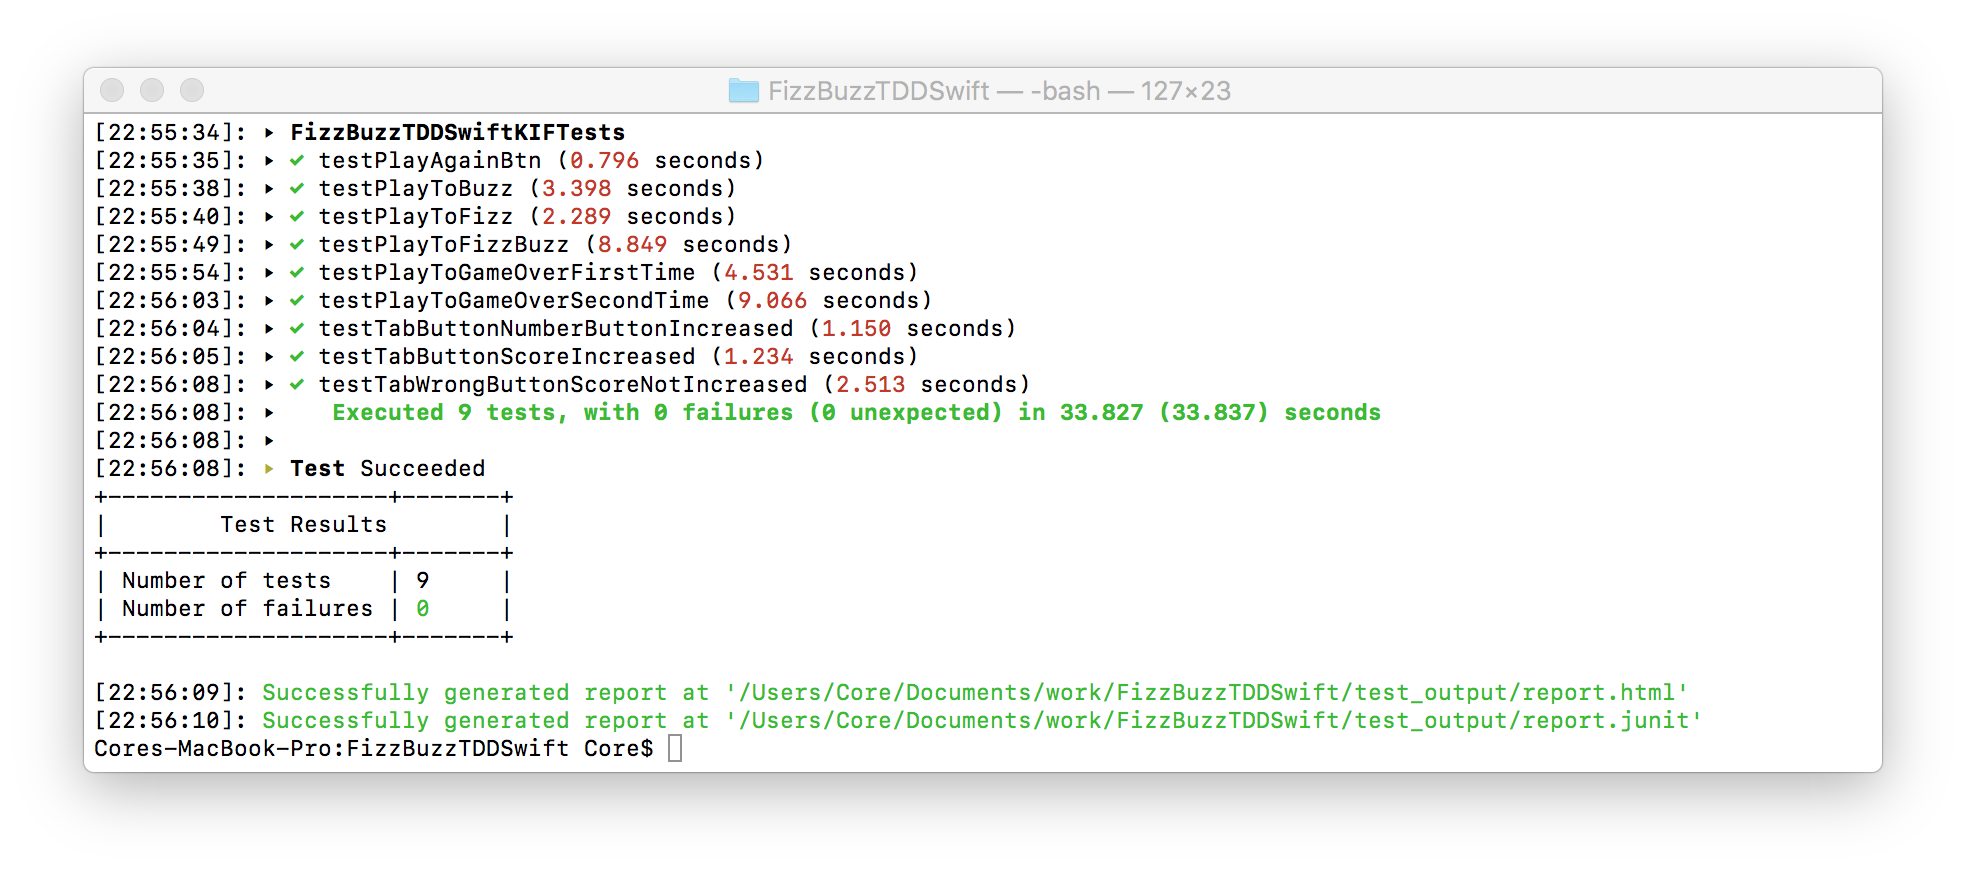 FizzBuzzTDDSwift — -bash — 127×23
[22:55:34]: ▸ FizzBuzzTDDSwiftKIFTests
[22:55:35]: ▸ ✓ testPlayAgainBtn (0.796 seconds)
[22:55:38]: ▸ ✓ testPlayToBuzz (3.398 seconds)
[22:55:40]: ▸ ✓ testPlayToFizz (2.289 seconds)
[22:55:49]: ▸ ✓ testPlayToFizzBuzz (8.849 seconds)
[22:55:54]: ▸ ✓ testPlayToGameOverFirstTime (4.531 seconds)
[22:56:03]: ▸ ✓ testPlayToGameOverSecondTime (9.066 seconds)
[22:56:04]: ▸ ✓ testTabButtonNumberButtonIncreased (1.150 seconds)
[22:56:05]: ▸ ✓ testTabButtonScoreIncreased (1.234 seconds)
[22:56:08]: ▸ ✓ testTabWrongButtonScoreNotIncreased (2.513 seconds)
[22:56:08]: ▸    Executed 9 tests, with 0 failures (0 unexpected) in 33.827 (33.837) seconds
[22:56:08]: ▸
[22:56:08]: ▸ Test Succeeded
+--------------------+-------+
|        Test Results        |
+--------------------+-------+
| Number of tests    | 9     |
| Number of failures | 0     |
+--------------------+-------+
[22:56:09]: Successfully generated report at '/Users/Core/Documents/work/FizzBuzzTDDSwift/test_output/report.html'
[22:56:10]: Successfully generated report at '/Users/Core/Documents/work/FizzBuzzTDDSwift/test_output/report.junit'
Cores-MacBook-Pro:FizzBuzzTDDSwift Core$